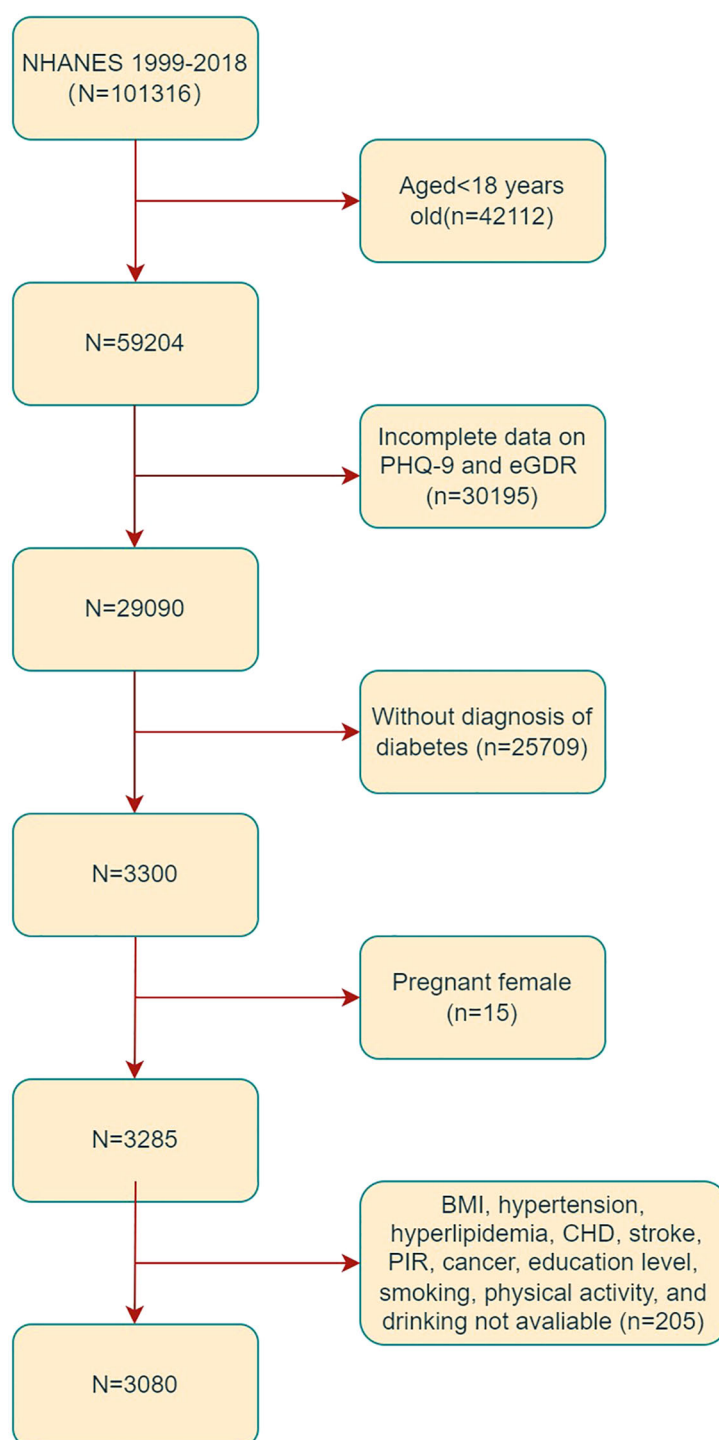 NHANES 1999-2018
(N=101316)
Aged<18 years
old(n=42112)
N=59204
Incomplete data on
PHQ-9 and eGDR
(n=30195)
N=29090
Without diagnosis of
diabetes (n=25709)
N=3300
Pregnant female
(n=15)
N=3285
BMI, hypertension,
hyperlipidemia, CHD, stroke,
PIR, cancer, education level,
smoking, physical activity, and
drinking not avaliable (n=205)
N=3080